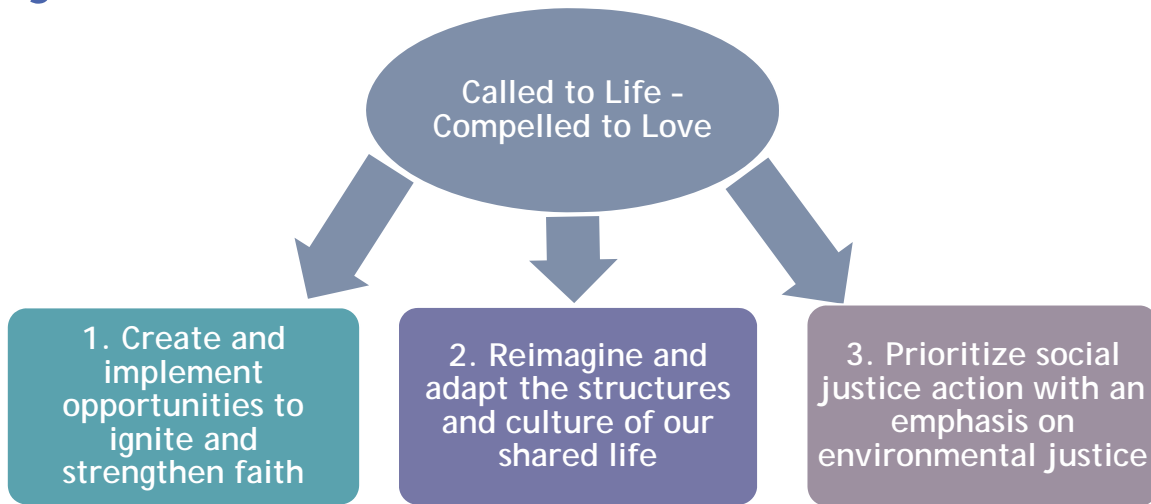 Called to Life -
Compelled to Love
1. Create and
implement
opportunities to
ignite and
strengthen faith
2. Reimagine and
adapt the structures
and culture of our
shared life
3. Prioritize social
justice action with an
emphasis on
environmental justice